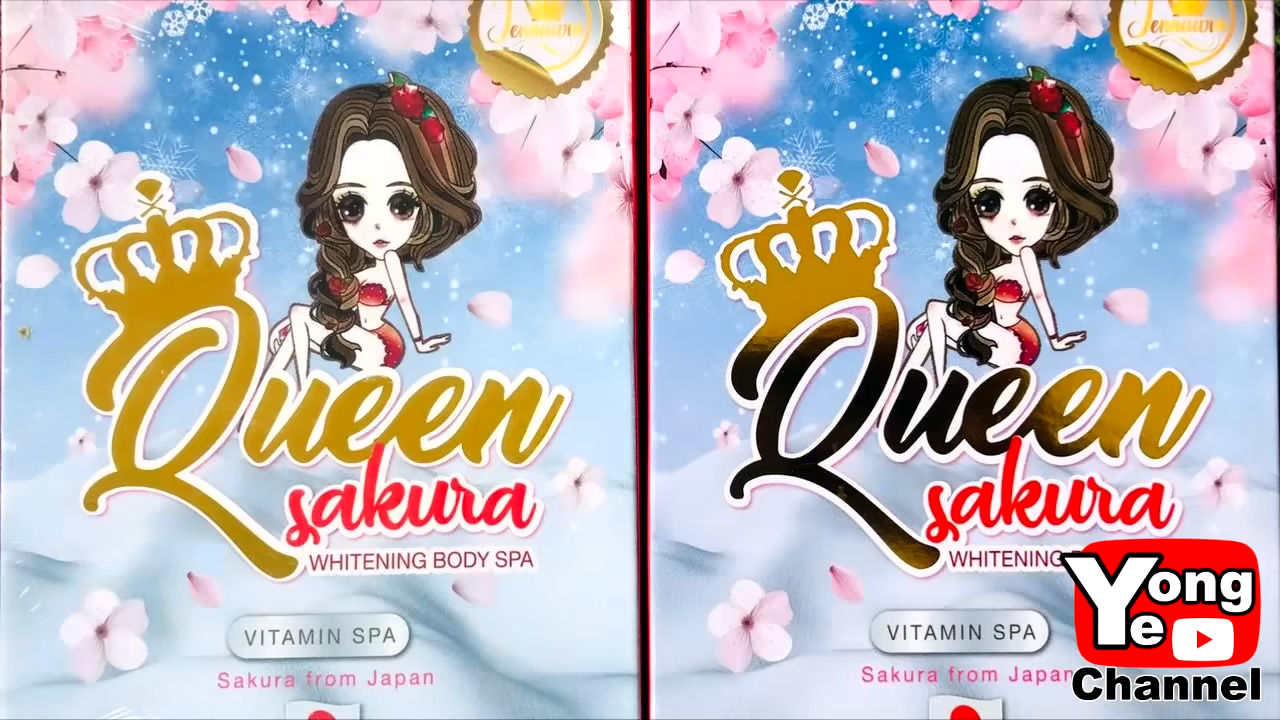 Queen
sakura
WHITENING BODY SPA
VITAMIN SPA
Sakura from Japan
Queen
sakura
WHITENING
VITAMIN SPA
Sakura from Japan
Yong
Ye
Channel